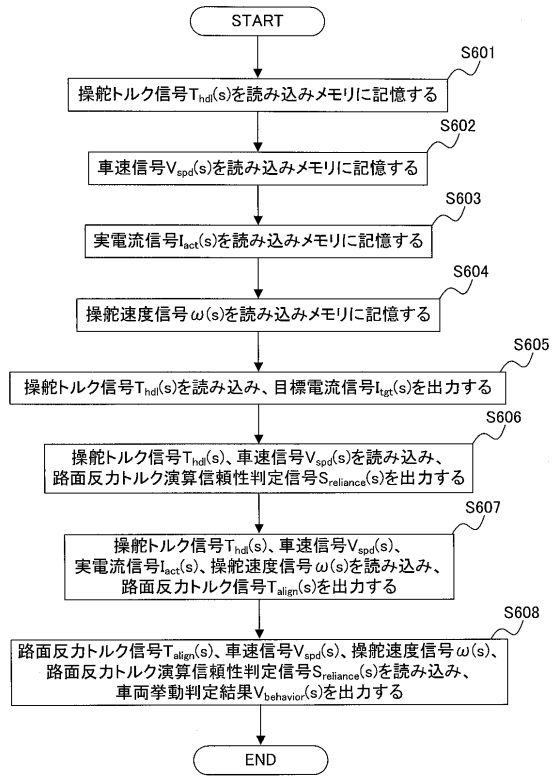 START
S601
操舵トルク信号Thdl(s)を読み込みメモリに記憶する
S602
車速信号Vspd(s)を読み込みメモリに記憶する
S603
実電流信号Iact(s)を読み込みメモリに記憶する
S604
操舵速度信号ω(s)を読み込みメモリに記憶する
S605
操舵トルク信号Thdl(s)を読み込み、目標電流信号Itgt(s)を出力する
S606
操舵トルク信号Thdl(s)、車速信号Vspd(s)を読み込み、
路面反力トルク演算信頼性判定信号Sreliance(s)を出力する
S607
操舵トルク信号Thdl(s)、車速信号Vspd(s)、
実電流信号Iact(s)、操舵速度信号ω(s)を読み込み、
路面反力トルク信号Talign(s)を出力する
S608
路面反力トルク信号Talign(s)、車速信号Vspd(s)、操舵速度信号ω(s)、
路面反力トルク演算信頼性判定信号Sreliance(s)を読み込み、
車両挙動判定結果Vbehavior(s)を出力する
END